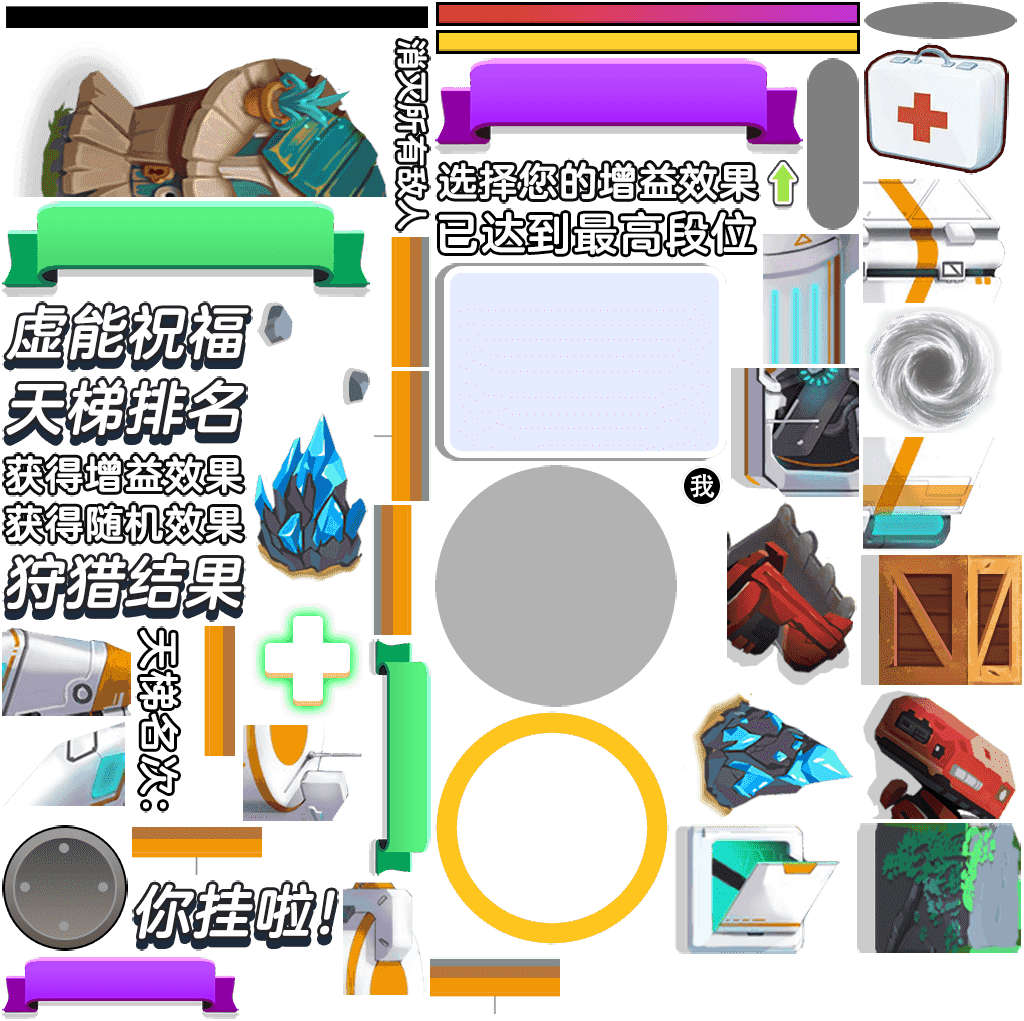 消灭所有敌人
选择您的增益效果
已达到最高段位
虚能祝福
天梯排名
获得增益效果
获得随机效果
狩猎结果
我
天梯名次：
你挂啦！